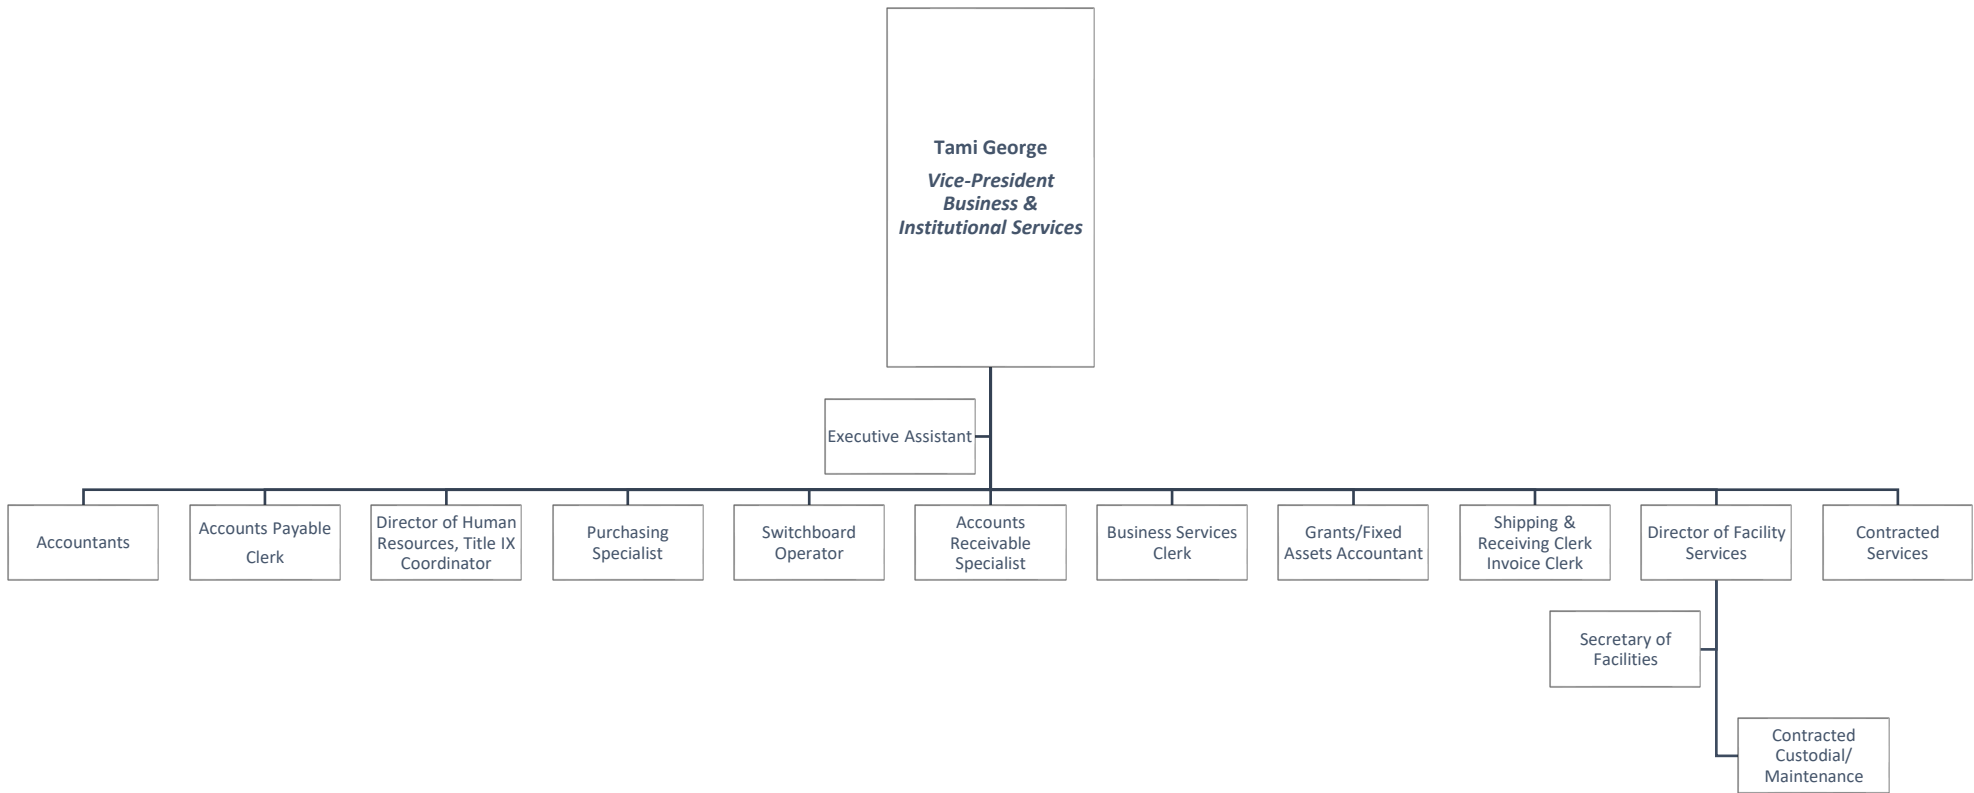 Tami George
Vice-President
Business &
Institutional Services
Executive Assistant
Accountants
Accounts Payable
Clerk
Director of Human
Resources, Title IX
Coordinator
Purchasing
Specialist
Switchboard
Operator
Accounts
Receivable
Specialist
Business Services
Clerk
Grants/Fixed
Assets Accountant
Shipping &
Receiving Clerk
Invoice Clerk
Director of Facility
Services
Contracted
Services
Secretary of
Facilities
Contracted
Custodial/
Maintenance